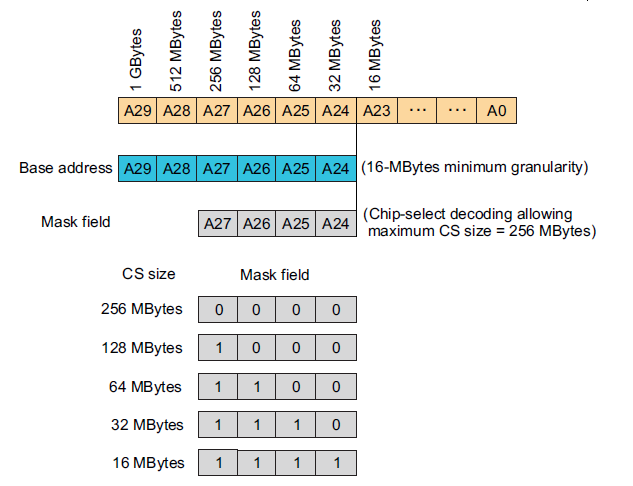 1 GBytes
512 MBytes
256 MBytes
128 MBytes
64 MBytes
32 MBytes
16 MBytes
A29 A28 A27 A26 A25 A24 A23 ... ... A0
Base address A29 A28 A27 A26 A25 A24 (16-MBytes minimum granularity)
Mask field A27 A26 A25 A24 (Chip-select decoding allowing
maximum CS size = 256 MBytes)
CS size Mask field
256 MBytes 0 0 0 0
128 MBytes 1 0 0 0
64 MBytes 1 1 0 0
32 MBytes 1 1 1 0
16 MBytes 1 1 1 1